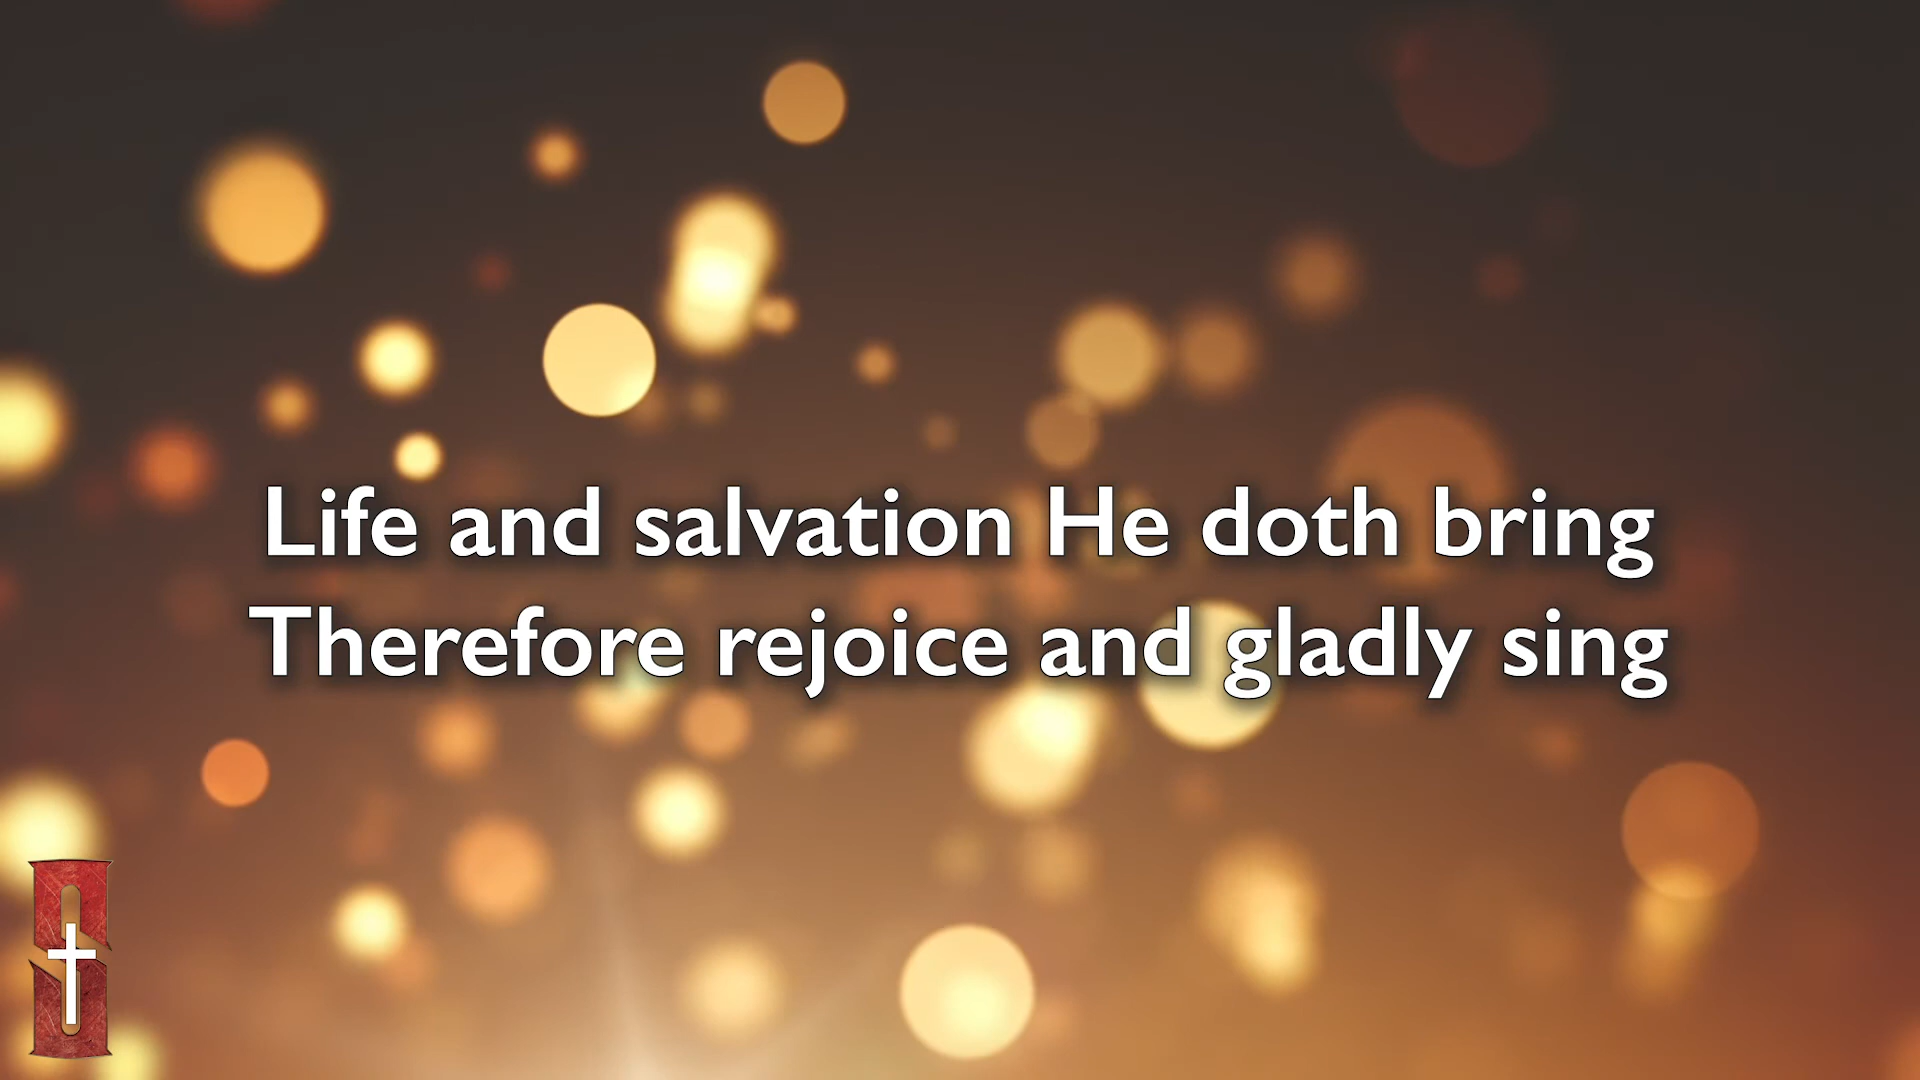 Life and salvation He doth bring
Therefore rejoice and gladly sing